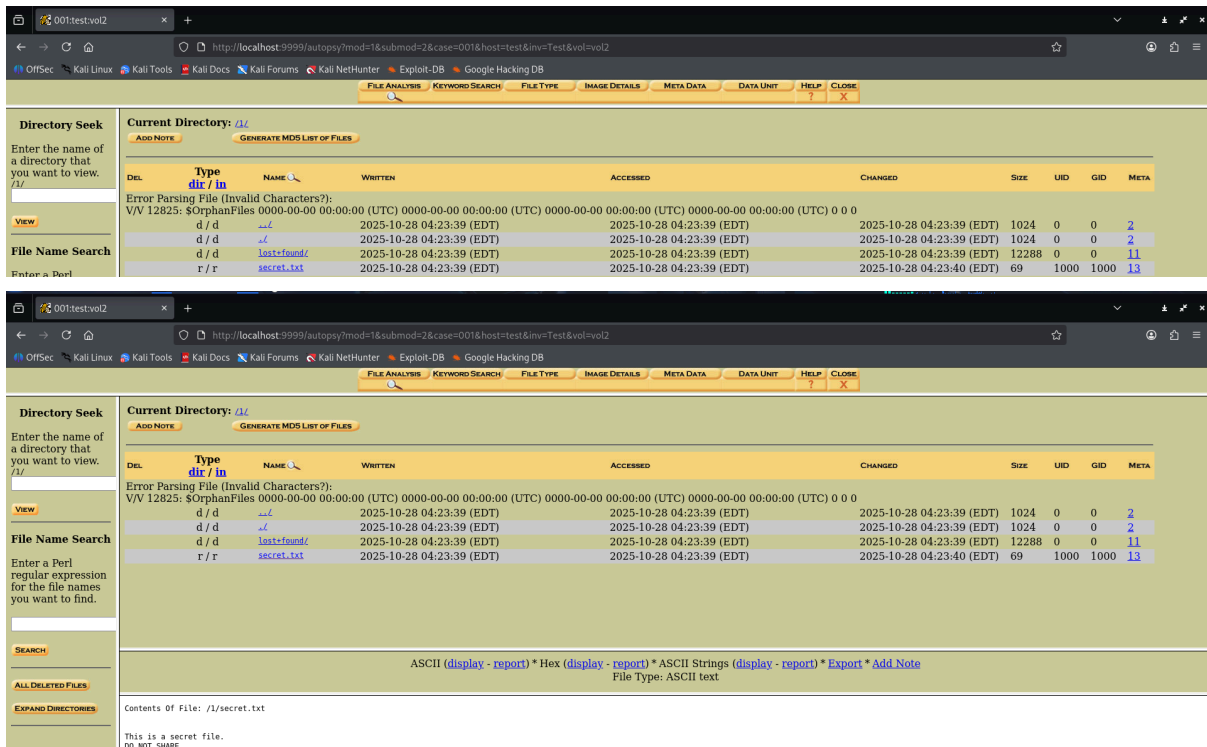 001:test:vol2
http://localhost:9999/autopsy?mod=1&submod=2&case=001&host=test&inv=Test&vol=vol2
OffSec Kali Linux Kali Tools Kali Docs Kali Forums Kali NetHunter Exploit-DB Google Hacking DB
FILE ANALYSIS KEYWORD SEARCH FILE TYPE IMAGE DETAILS META DATA DATA UNIT HELP CLOSE
? X
Directory Seek
Enter the name of
a directory that
you want to view.
/1/
VIEW
File Name Search
Enter a Perl
Current Directory: /1/
ADD NOTE GENERATE MD5 LIST OF FILES
DEL Type dir / in NAME WRITTEN ACCESSED CHANGED SIZE UID GID META
Error Parsing File (Invalid Characters?):
V/V 12825: $OrphanFiles 0000-00-00 00:00:00 (UTC) 0000-00-00 00:00:00 (UTC) 0000-00-00 00:00:00 (UTC) 0000-00-00 00:00:00 (UTC) 0 0 0
d / d ../ 2025-10-28 04:23:39 (EDT) 2025-10-28 04:23:39 (EDT) 2025-10-28 04:23:39 (EDT) 1024 0 0 2
d / d ./ 2025-10-28 04:23:39 (EDT) 2025-10-28 04:23:39 (EDT) 2025-10-28 04:23:39 (EDT) 1024 0 0 2
d / d lost+found/ 2025-10-28 04:23:39 (EDT) 2025-10-28 04:23:39 (EDT) 2025-10-28 04:23:39 (EDT) 12288 0 0 11
r / r secret.txt 2025-10-28 04:23:39 (EDT) 2025-10-28 04:23:39 (EDT) 2025-10-28 04:23:40 (EDT) 69 1000 1000 13
001:test:vol2
http://localhost:9999/autopsy?mod=1&submod=2&case=001&host=test&inv=Test&vol=vol2
OffSec Kali Linux Kali Tools Kali Docs Kali Forums Kali NetHunter Exploit-DB Google Hacking DB
FILE ANALYSIS KEYWORD SEARCH FILE TYPE IMAGE DETAILS META DATA DATA UNIT HELP CLOSE
? X
Directory Seek
Enter the name of
a directory that
you want to view.
/1/
VIEW
File Name Search
Enter a Perl
regular expression
for the file names
you want to find.
SEARCH
ALL DELETED FILES
EXPAND DIRECTORIES
Current Directory: /1/
ADD NOTE GENERATE MD5 LIST OF FILES
DEL Type dir / in NAME WRITTEN ACCESSED CHANGED SIZE UID GID META
Error Parsing File (Invalid Characters?):
V/V 12825: $OrphanFiles 0000-00-00 00:00:00 (UTC) 0000-00-00 00:00:00 (UTC) 0000-00-00 00:00:00 (UTC) 0000-00-00 00:00:00 (UTC) 0 0 0
d / d ../ 2025-10-28 04:23:39 (EDT) 2025-10-28 04:23:39 (EDT) 2025-10-28 04:23:39 (EDT) 1024 0 0 2
d / d ./ 2025-10-28 04:23:39 (EDT) 2025-10-28 04:23:39 (EDT) 2025-10-28 04:23:39 (EDT) 1024 0 0 2
d / d lost+found/ 2025-10-28 04:23:39 (EDT) 2025-10-28 04:23:39 (EDT) 2025-10-28 04:23:39 (EDT) 12288 0 0 11
r / r secret.txt 2025-10-28 04:23:39 (EDT) 2025-10-28 04:23:39 (EDT) 2025-10-28 04:23:40 (EDT) 69 1000 1000 13
ASCII (display - report) * Hex (display - report) * ASCII Strings (display - report) * Export * Add Note
File Type: ASCII text
Contents Of File: /1/secret.txt
This is a secret file.
DO NOT SHARE